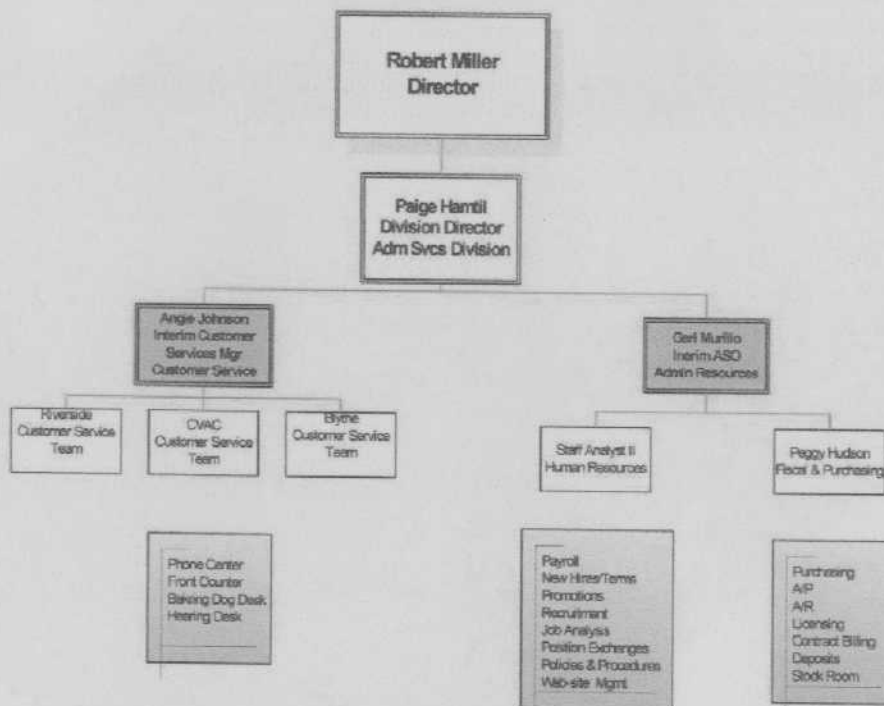 Robert Miller
Director
Paige Hamtil
Division Director
Adm Svcs Division
Angie Johnson
Interim Customer
Services Mgr
Customer Service
Geri Murillo
Inerim ASO
Admin Resources
Riverside
Customer Service
Team
CVAC
Customer Service
Team
Blythe
Customer Service
Team
Staff Analyst II
Human Resources
Peggy Hudson
Fiscal & Purchasing
Phone Center
Front Counter
Barking Dog Desk
Hearing Desk
Payroll
New Hires/Terms
Promotions
Recruitment
Job Analysis
Position Exchanges
Policies & Procedures
Web-site Mgmt
Purchasing
A/P
A/R
Licensing
Contract Billing
Deposits
Stock Room